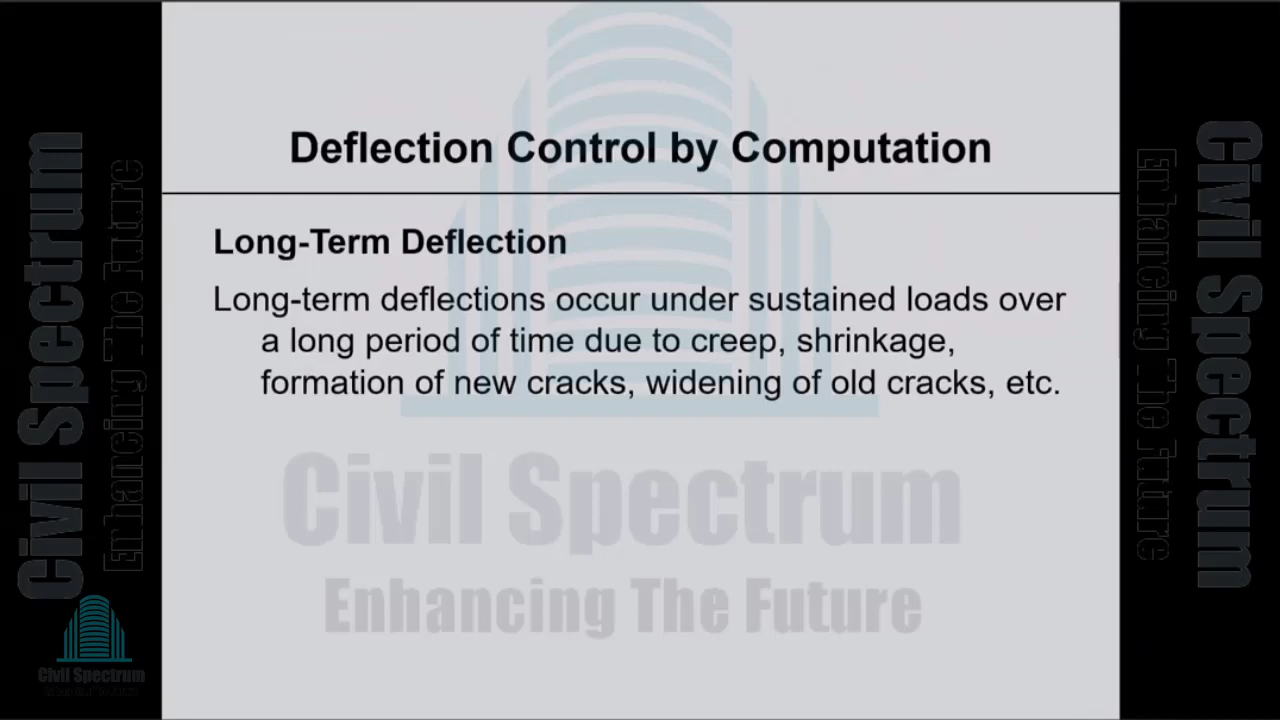 Deflection Control by Computation
Long-Term Deflection
Long-term deflections occur under sustained loads over
a long period of time due to creep, shrinkage,
formation of new cracks, widening of old cracks, etc.
Civil Spectrum
Enhancing The Future
Civil Spectrum
Enhancing The Future
Civil Spectrum
Enhancing The Future
Civil Spectrum